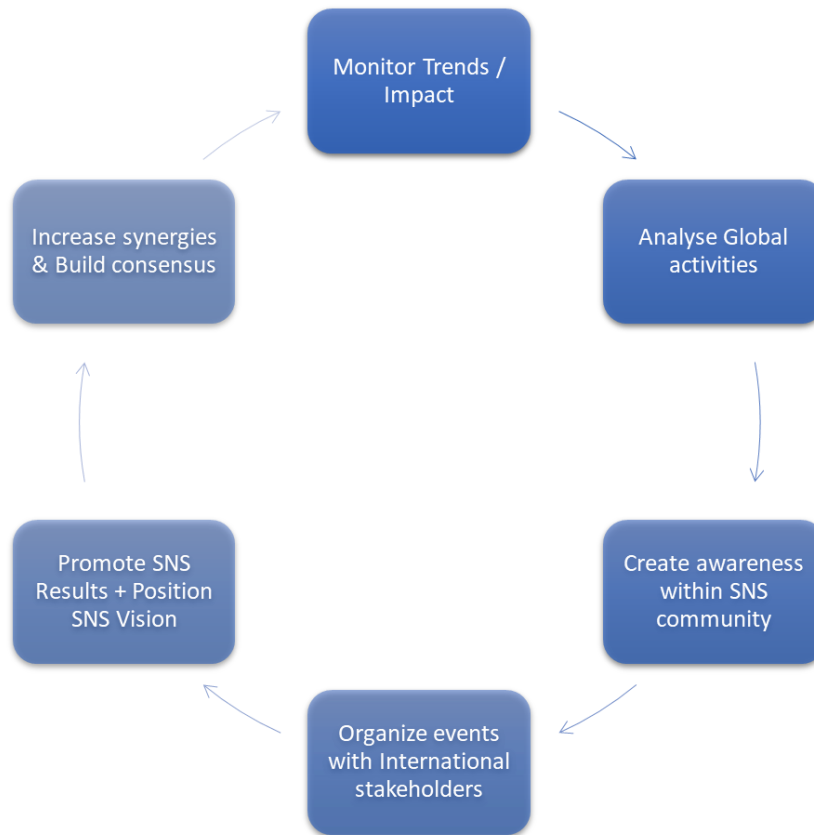 Monitor Trends /
Impact
Analyse Global
activities
Create awareness
within SNS
community
Organize events
with International
stakeholders
Promote SNS
Results + Position
SNS Vision
Increase synergies
& Build consensus